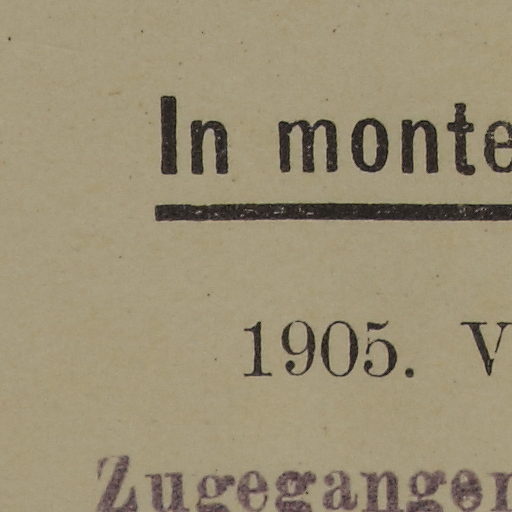 In monte
1905. V
Zugegangen